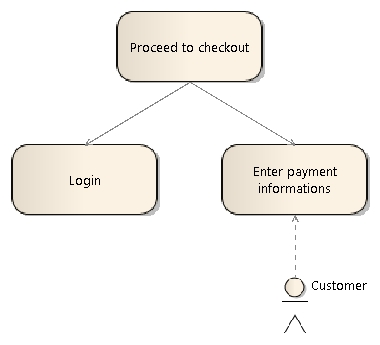 Proceed to checkout
Login
Enter payment
informations
Customer